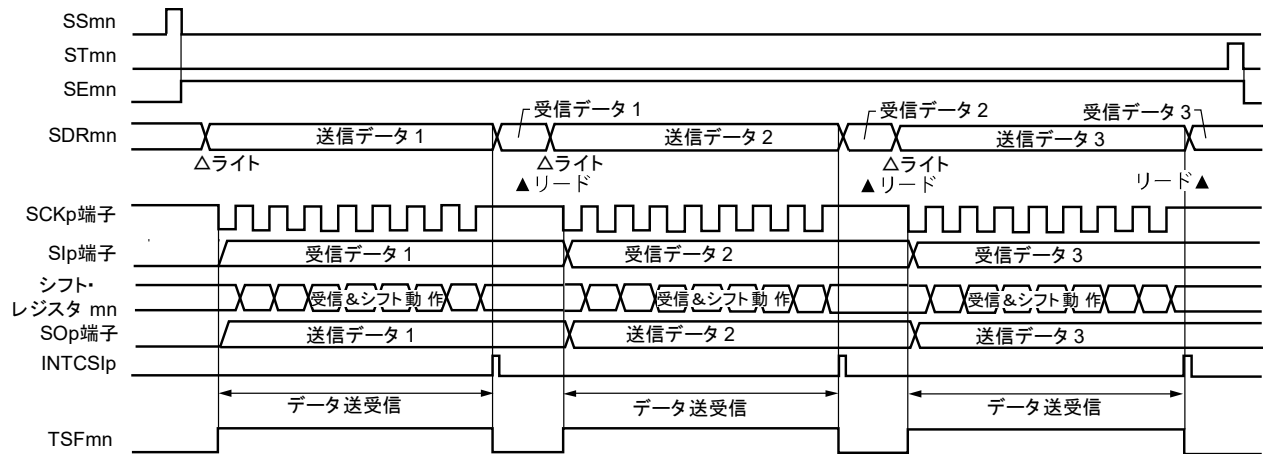 SSmn
STmn
SEmn
受信データ 1
受信データ 2
受信データ 3
SDRmn
送信データ 1
送信データ 2
送信データ 3
△ライト
△ライト
△ライト
▲リード
▲リード
リード▲
SCKp端子
SIp端子
受信データ 1
受信データ 2
受信データ 3
シフト・
レジスタ mn
受信&シフト動 作
受信&シフト動 作
受信&シフト動 作
SOp端子
送信データ 1
送信データ 2
送信データ 3
INTCSIp
データ送受信
データ送受信
データ送受信
TSFmn